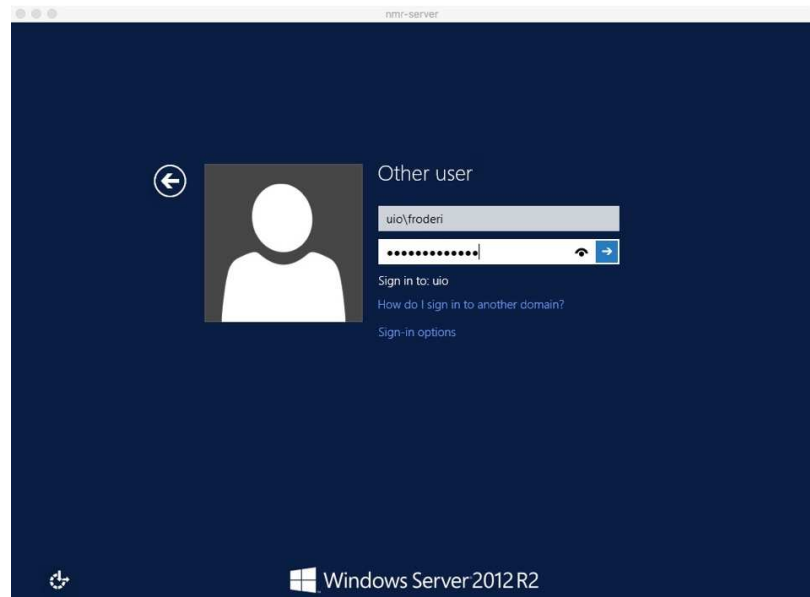 nmr-server
Other user
uio\froderi
•••••••••••••
Sign in to: uio
How do I sign in to another domain?
Sign-in options
Windows Server 2012 R2